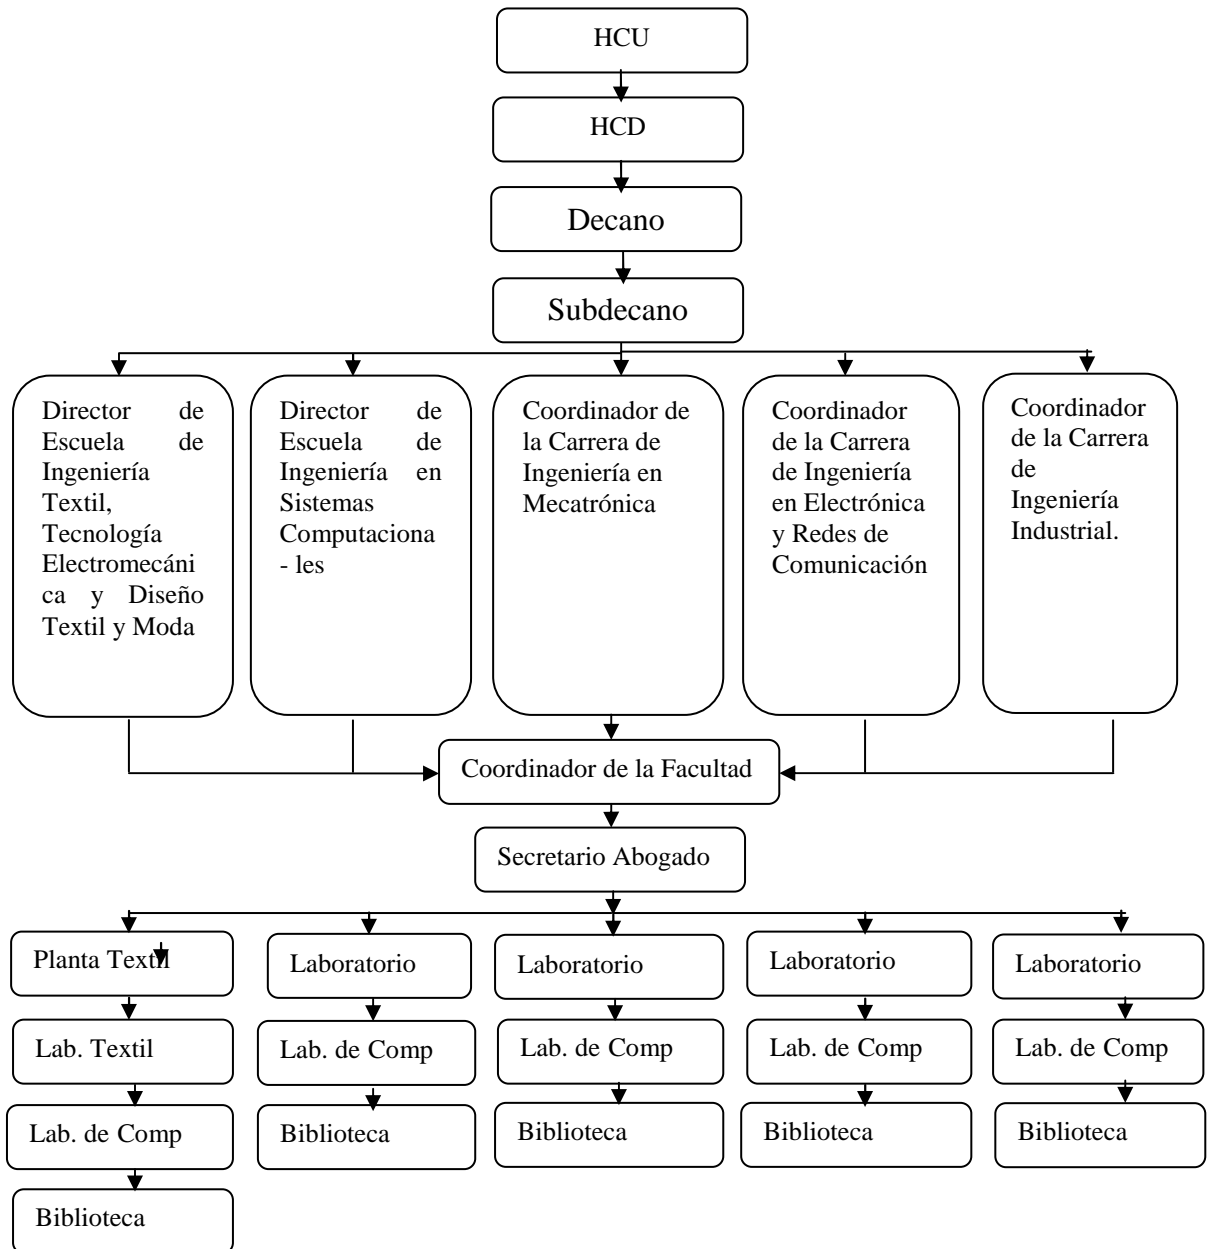 HCU
HCD
Decano
Subdecano
Director de
Escuela de
Ingeniería
Textil,
Tecnología
Electromecáni
ca y Diseño
Textil y Moda
Director de
Escuela de
Ingeniería en
Sistemas
Computaciona
- les
Coordinador de
la Carrera de
Ingeniería en
Mecatrónica
Coordinador
de la Carrera
de Ingeniería
en Electrónica
y Redes de
Comunicación
Coordinador
de la Carrera
de
Ingeniería
Industrial.
Coordinador de la Facultad
Secretario Abogado
Planta Textil
Laboratorio
Laboratorio
Laboratorio
Laboratorio
Lab. Textil
Lab. de Comp
Lab. de Comp
Lab. de Comp
Lab. de Comp
Lab. de Comp
Biblioteca
Biblioteca
Biblioteca
Biblioteca
Biblioteca